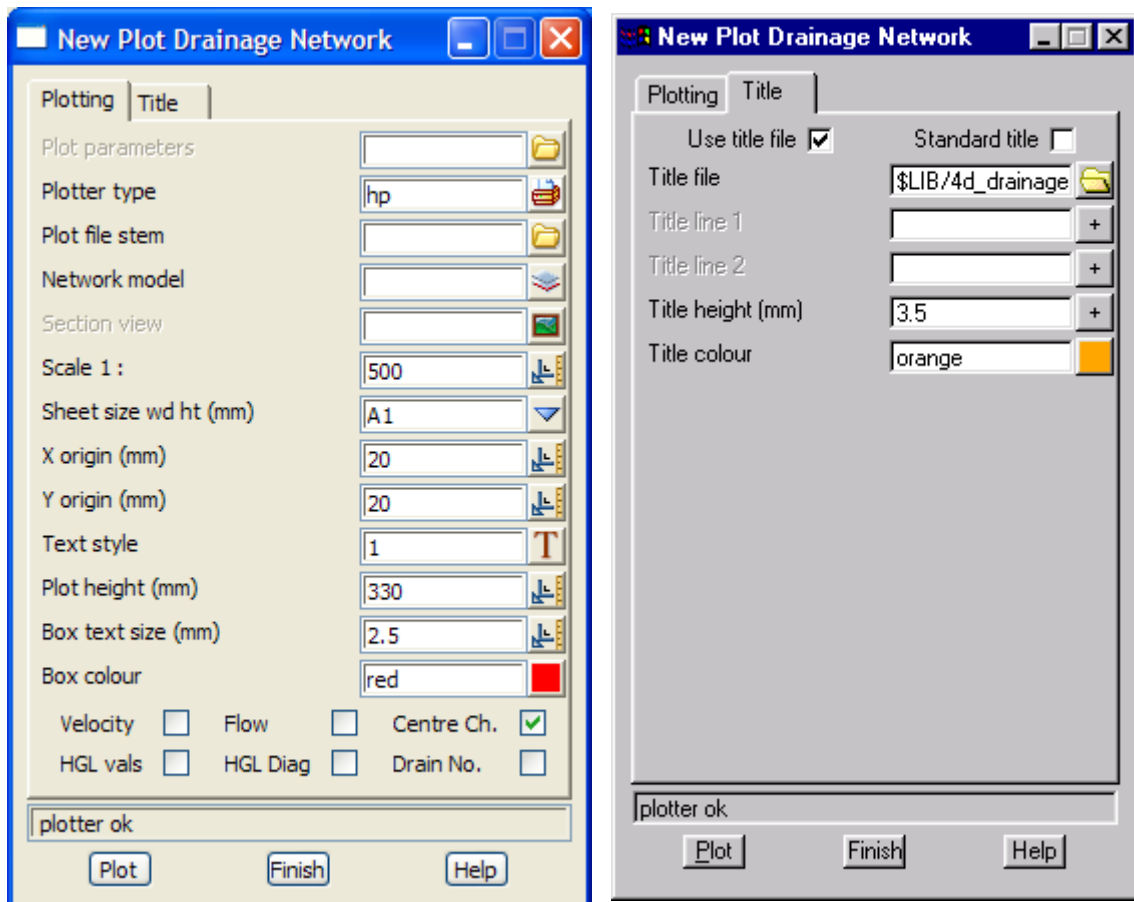 New Plot Drainage Network
Plotting Title
Plot parameters
Plotter type hp
Plot file stem
Network model
Section view
Scale 1 : 500
Sheet size wd ht (mm) A1
X origin (mm) 20
Y origin (mm) 20
Text style 1 T
Plot height (mm) 330
Box text size (mm) 2.5
Box colour red
Velocity Flow Centre Ch.
HGL vals HGL Diag Drain No.
plotter ok
Plot Finish Help
New Plot Drainage Network
Plotting Title
Use title file Standard title
Title file $LIB/4d_drainage
Title line 1 +
Title line 2 +
Title height (mm) 3.5 +
Title colour orange
plotter ok
Plot Finish Help